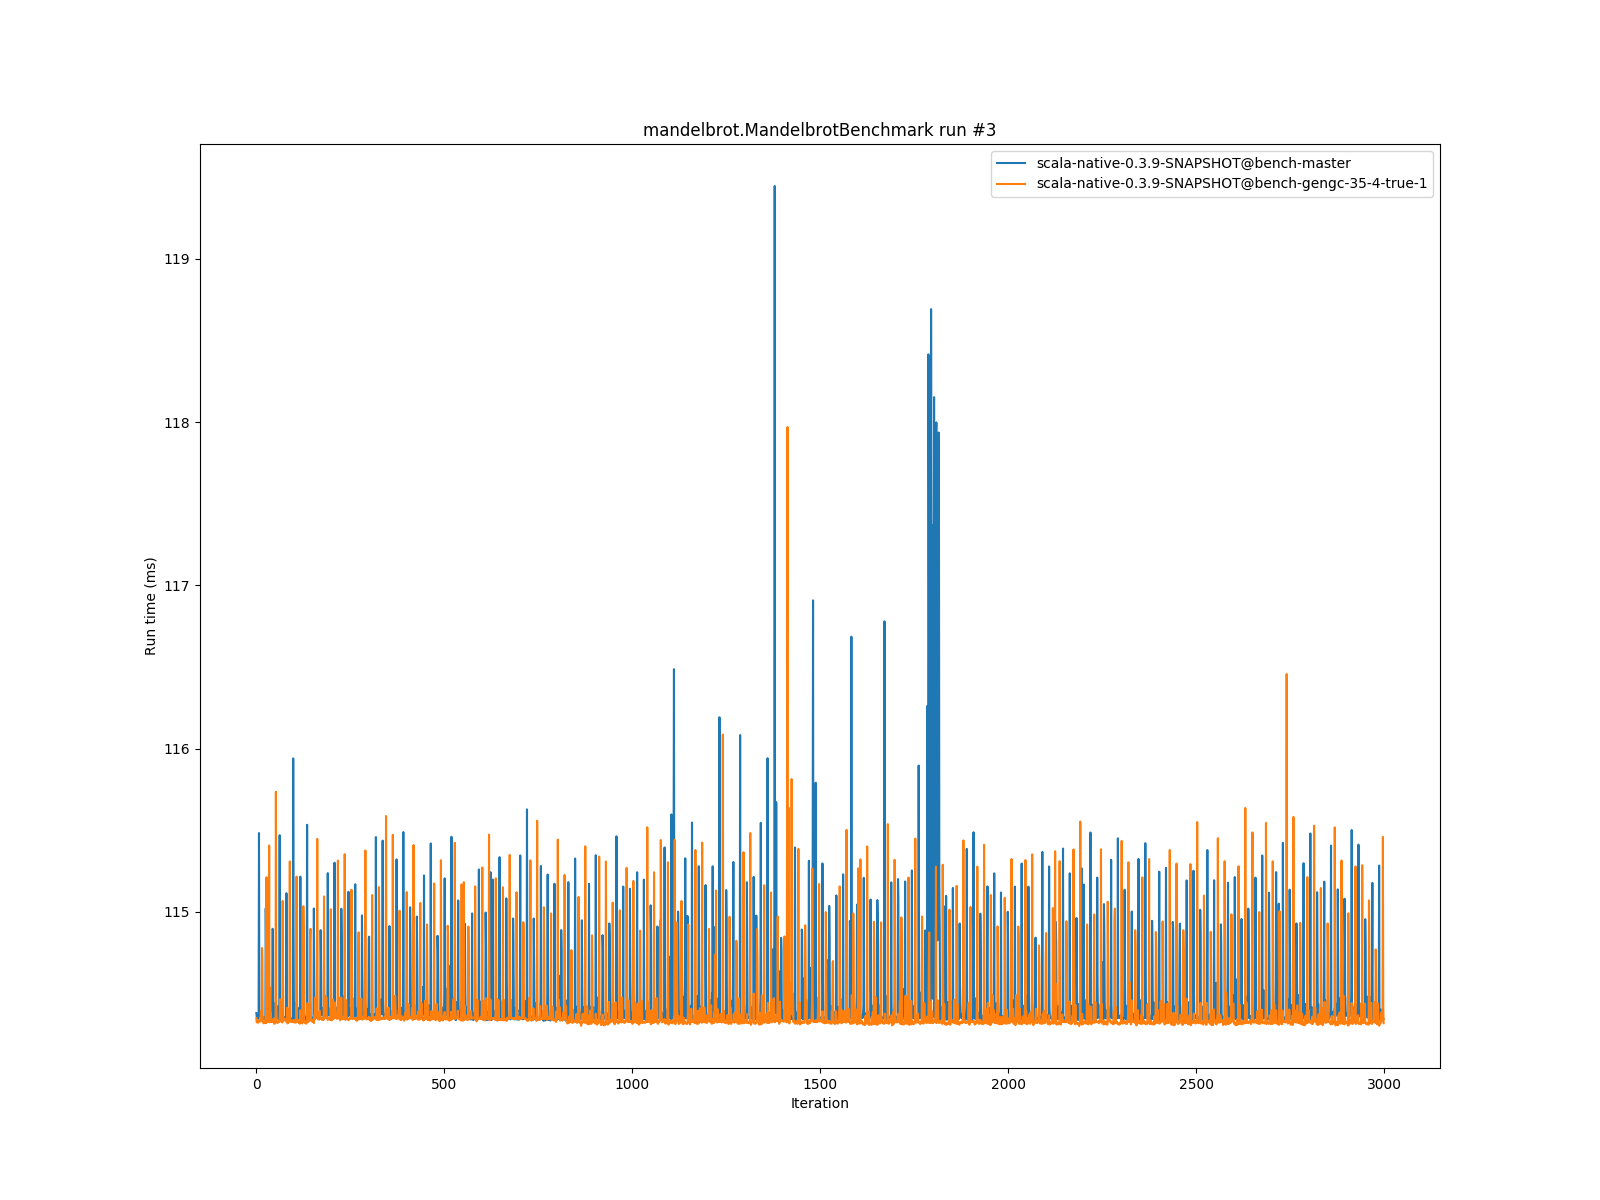 mandelbrot.MandelbrotBenchmark run #3
scala-native-0.3.9-SNAPSHOT@bench-master
scala-native-0.3.9-SNAPSHOT@bench-gengc-35-4-true-1
119
118
117
116
115
Run time (ms)
0 500 1000 1500 2000 2500 3000
Iteration